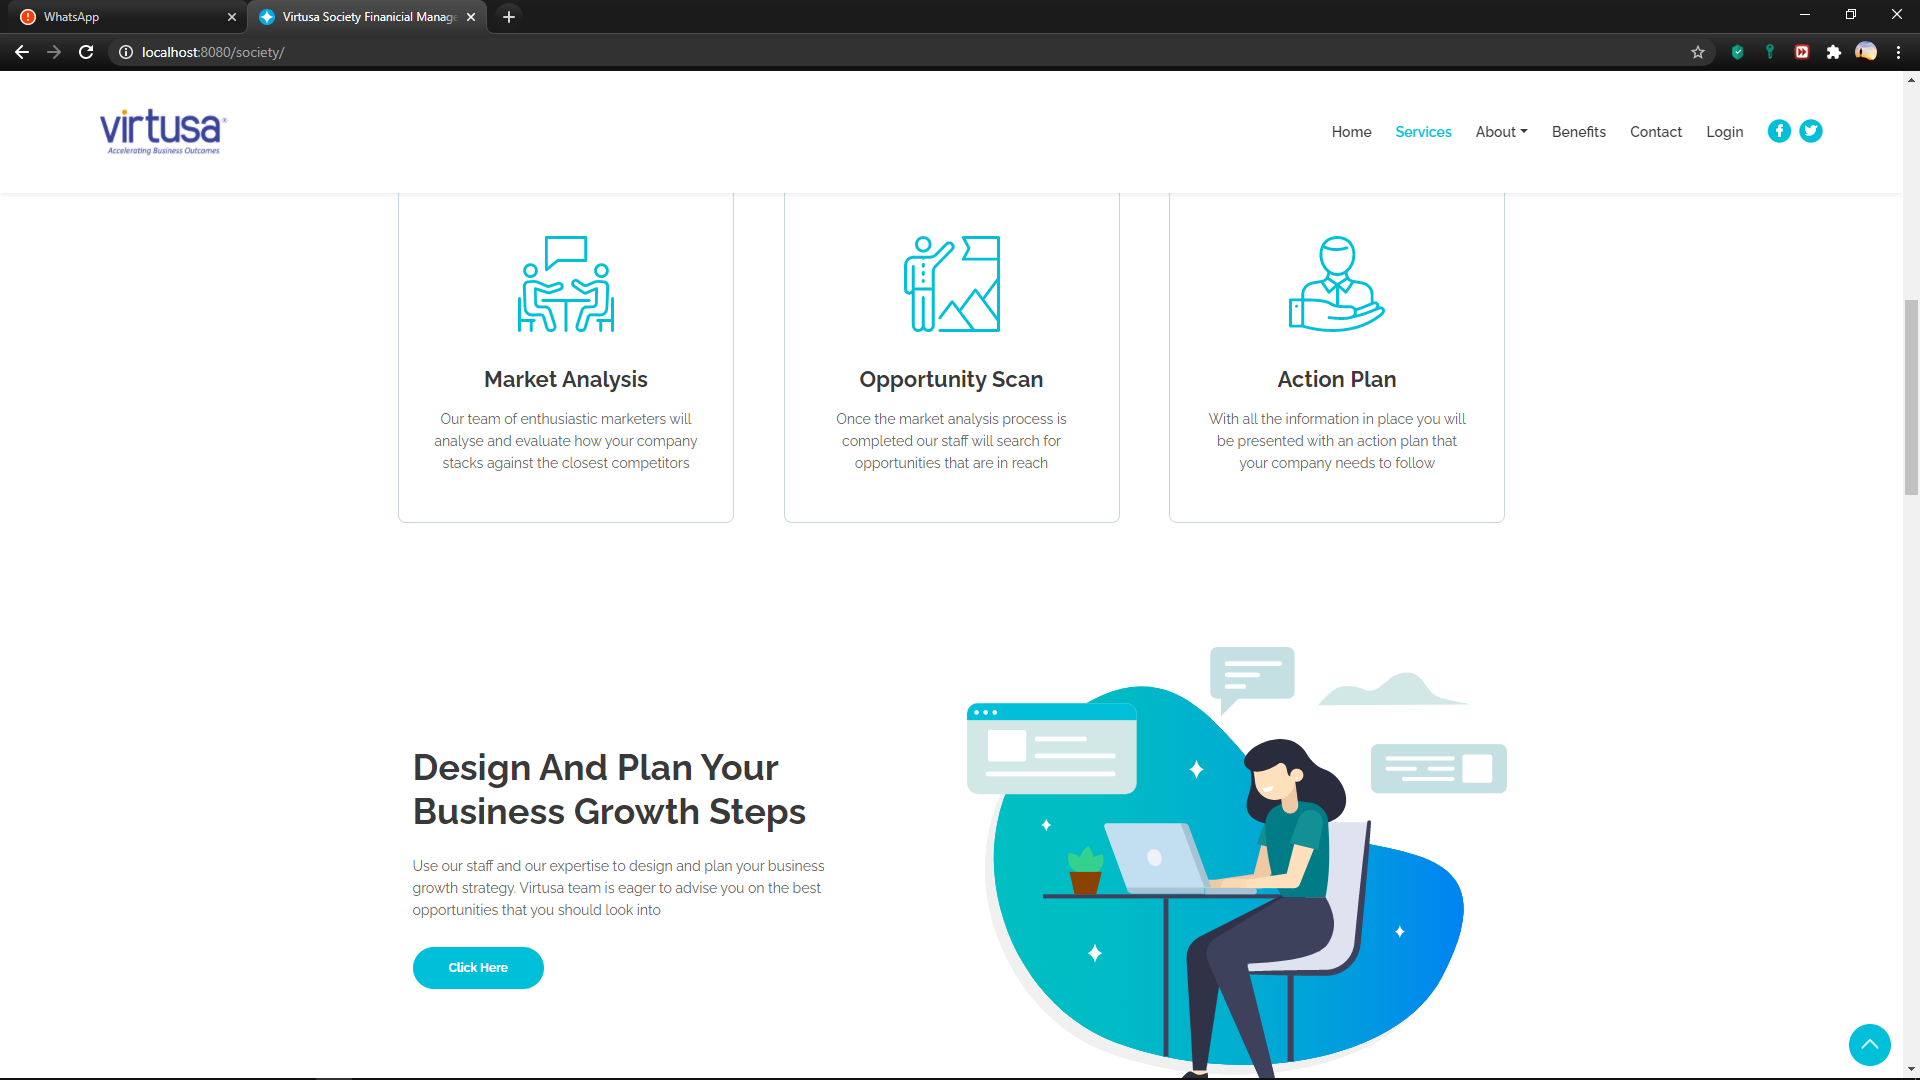 WhatsApp
Virtusa Society Finanicial Manage
localhost:8080/society/
virtusa®
Accelerating Business Outcomes
Home Services About Benefits Contact Login
Market Analysis
Our team of enthusiastic marketers will
analyse and evaluate how your company
stacks against the closest competitors
Opportunity Scan
Once the market analysis process is
completed our staff will search for
opportunities that are in reach
Action Plan
With all the information in place you will
be presented with an action plan that
your company needs to follow
Design And Plan Your
Business Growth Steps
Use our staff and our expertise to design and plan your business
growth strategy. Virtusa team is eager to advise you on the best
opportunities that you should look into
Click Here